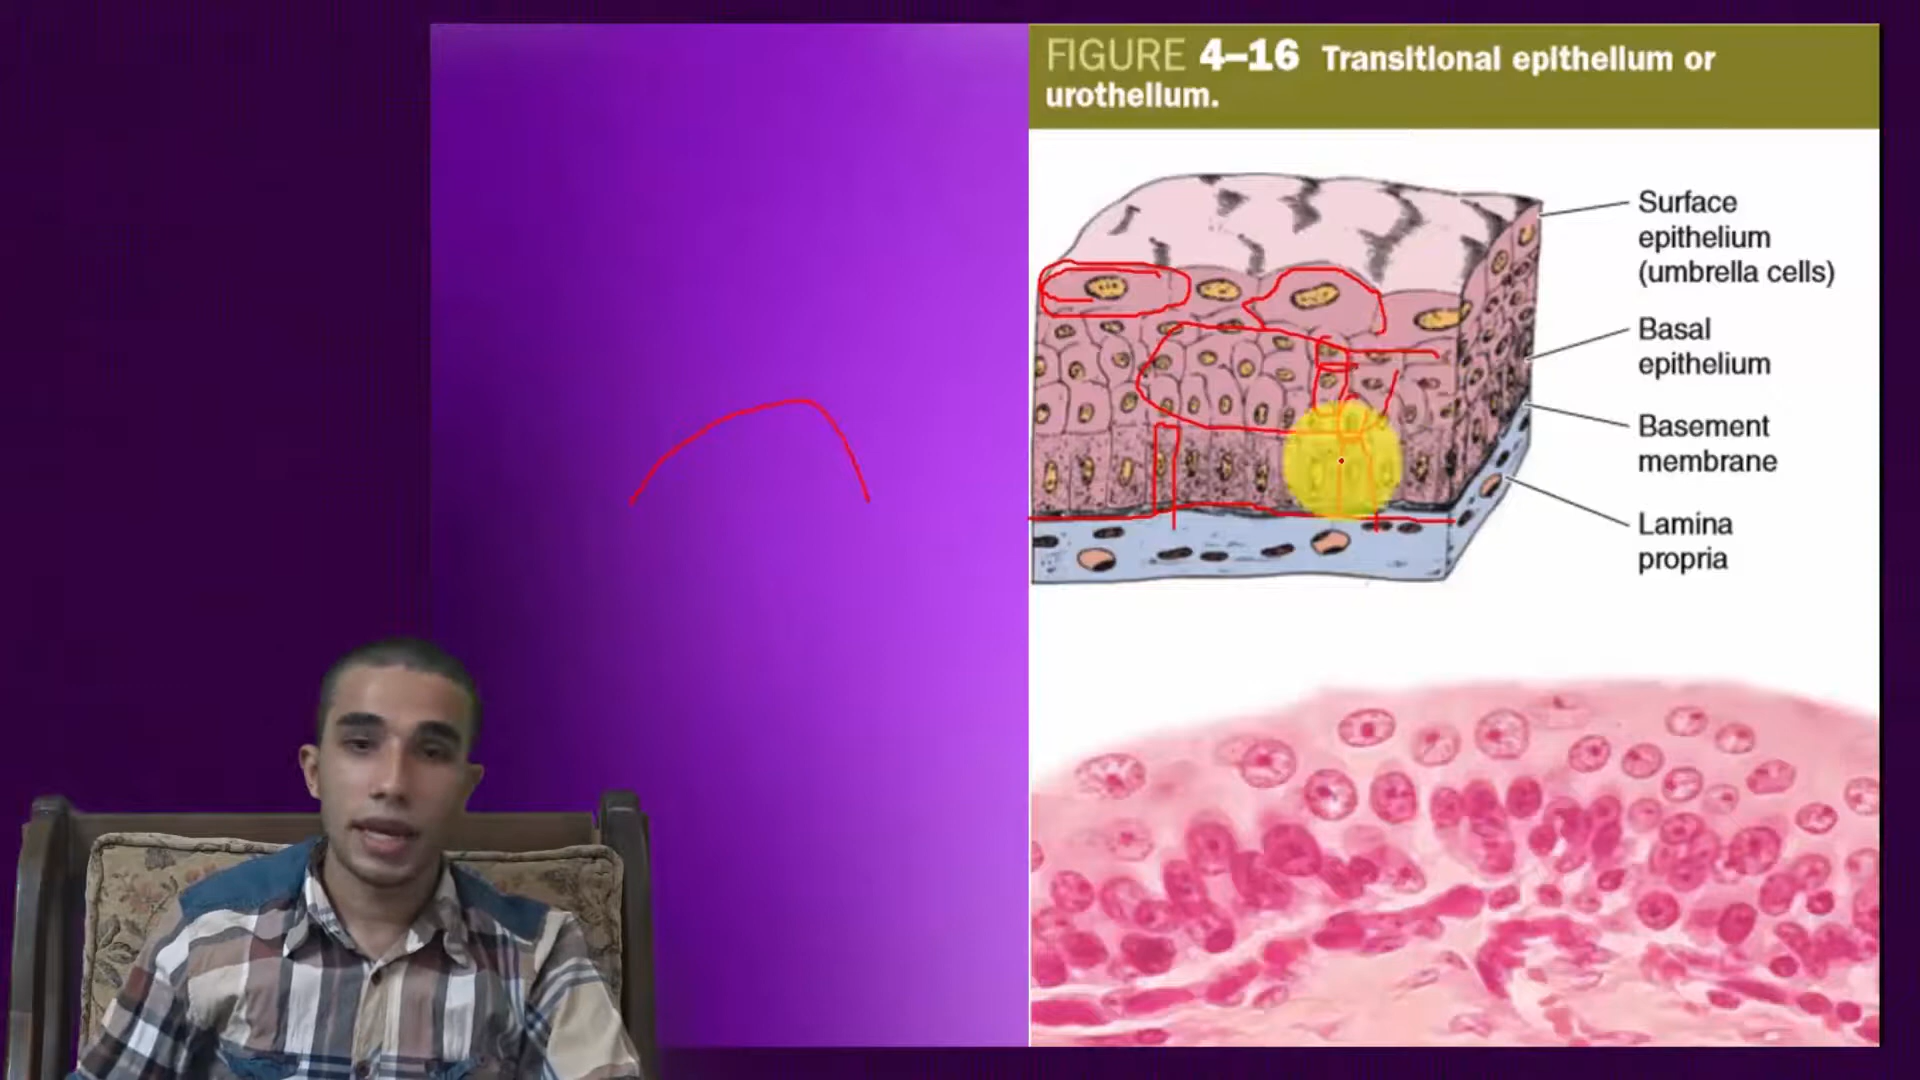 FIGURE 4–16 Transitional epithelium or
urothelium.
Surface
epithelium
(umbrella cells)
Basal
epithelium
Basement
membrane
Lamina
propria